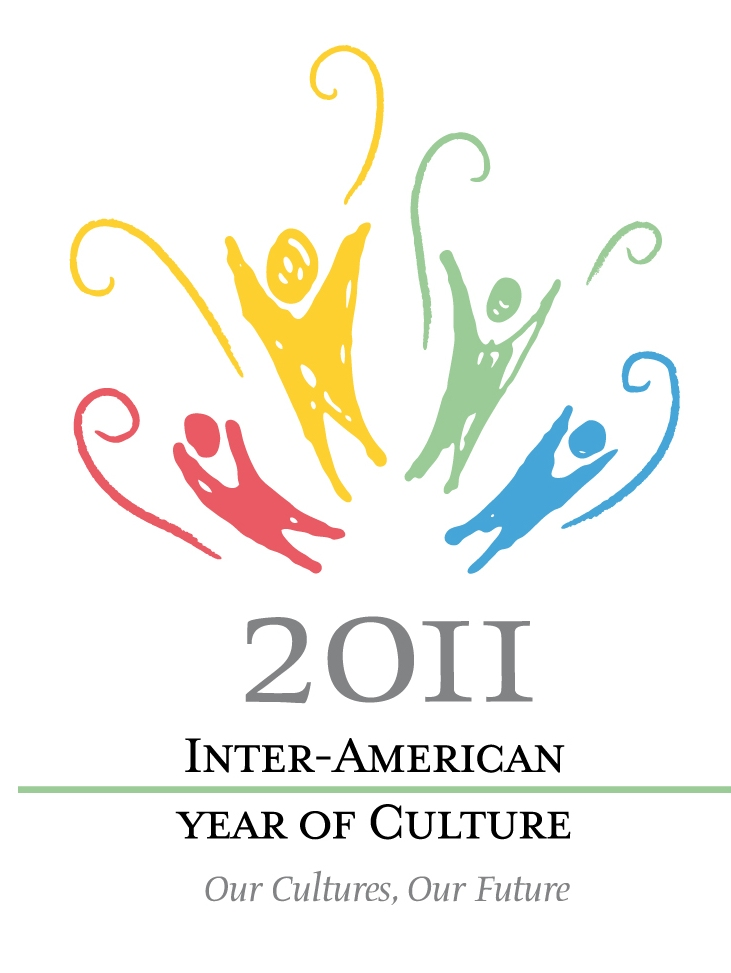 2011
Inter-American
year of Culture
Our Cultures, Our Future